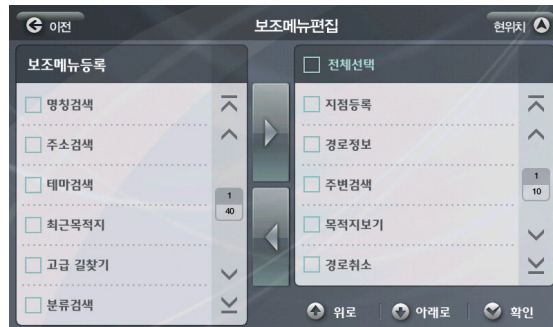 이전
보조메뉴편집
현위치
보조메뉴등록
명칭검색
주소검색
테마검색
최근목적지
고급 길찾기
분류검색
1
40
전체선택
지점등록
경로정보
주변검색
목적지보기
경로취소
1
10
위로
아래로
확인